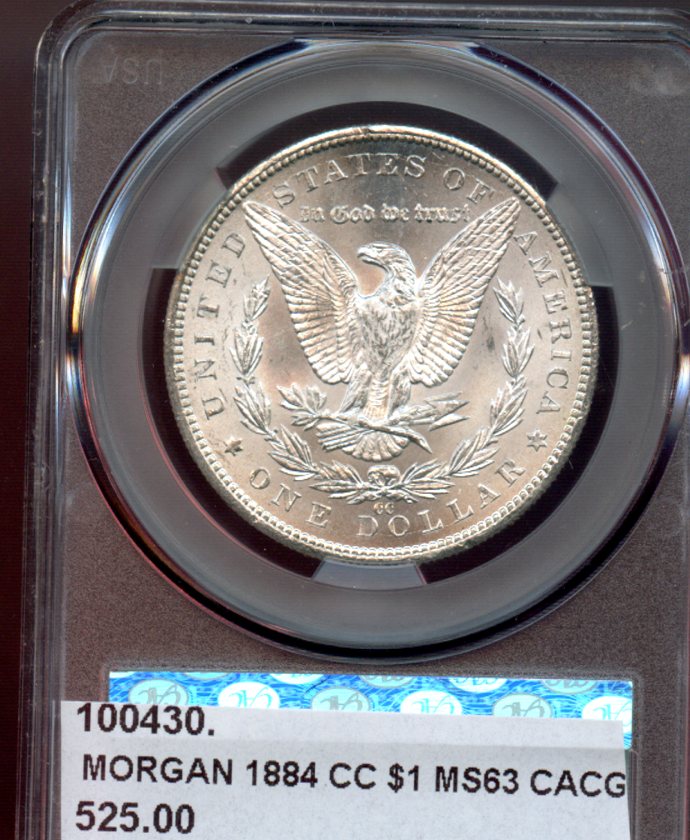 UNITED STATES OF AMERICA
In God we trust
CC
ONE DOLLAR
100430.
MORGAN 1884 CC $1 MS63 CACG
525.00